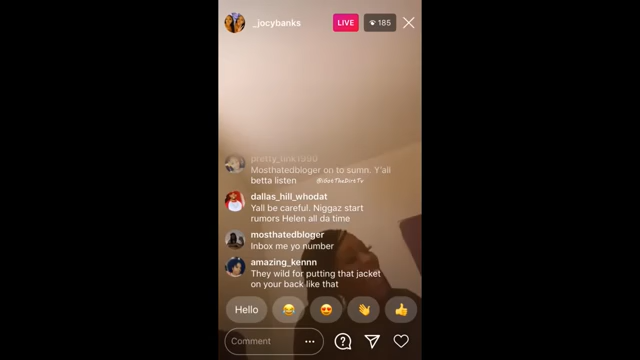 _jocybanks
LIVE
185
pretty_link1990
Mosthatedbloger on to sumn. Y'all
betta listen
@iGotTheDirtTv
dallas_hill_whodat
Yall be careful. Niggaz start
rumors Helen all da time
mosthatedbloger
Inbox me yo number
amazing_kennn
They wild for putting that jacket
on your back like that
Hello
Comment